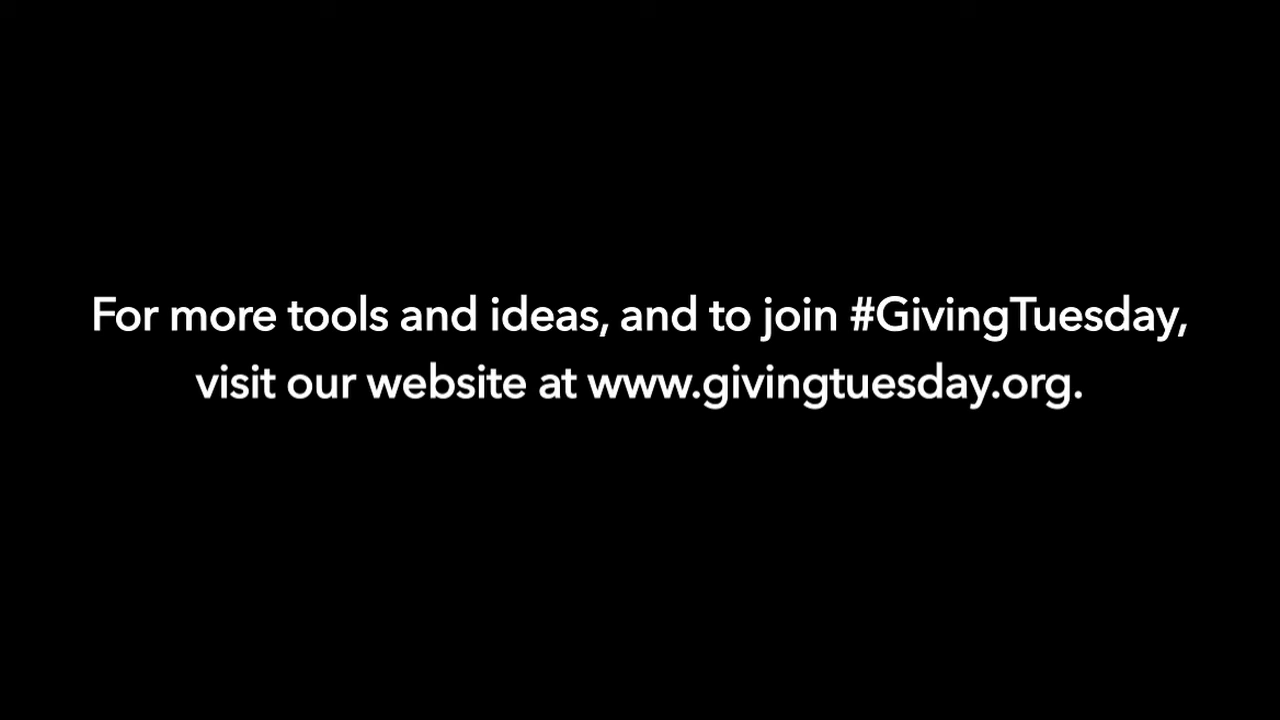 For more tools and ideas, and to join #GivingTuesday,
visit our website at www.givingtuesday.org.